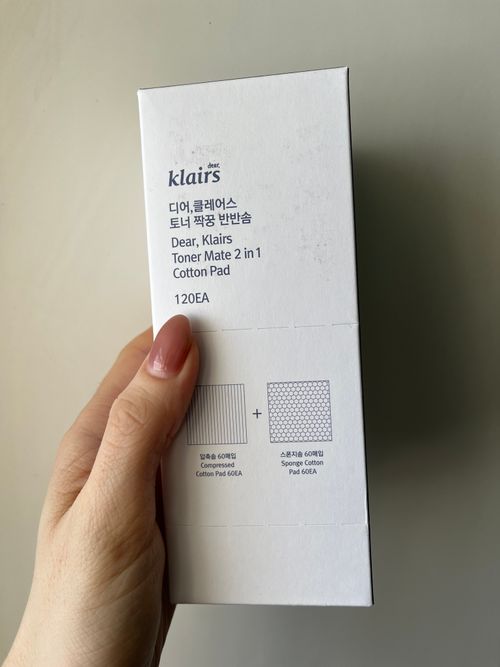 dear,
klairs
디어,클레어스
토너 짝꿍 반반솜
Dear, Klairs
Toner Mate 2 in 1
Cotton Pad
120EA
+
압축솜 60매입
Compressed
Cotton Pad 60EA
스폰지솜 60매입
Sponge Cotton
Pad 60EA